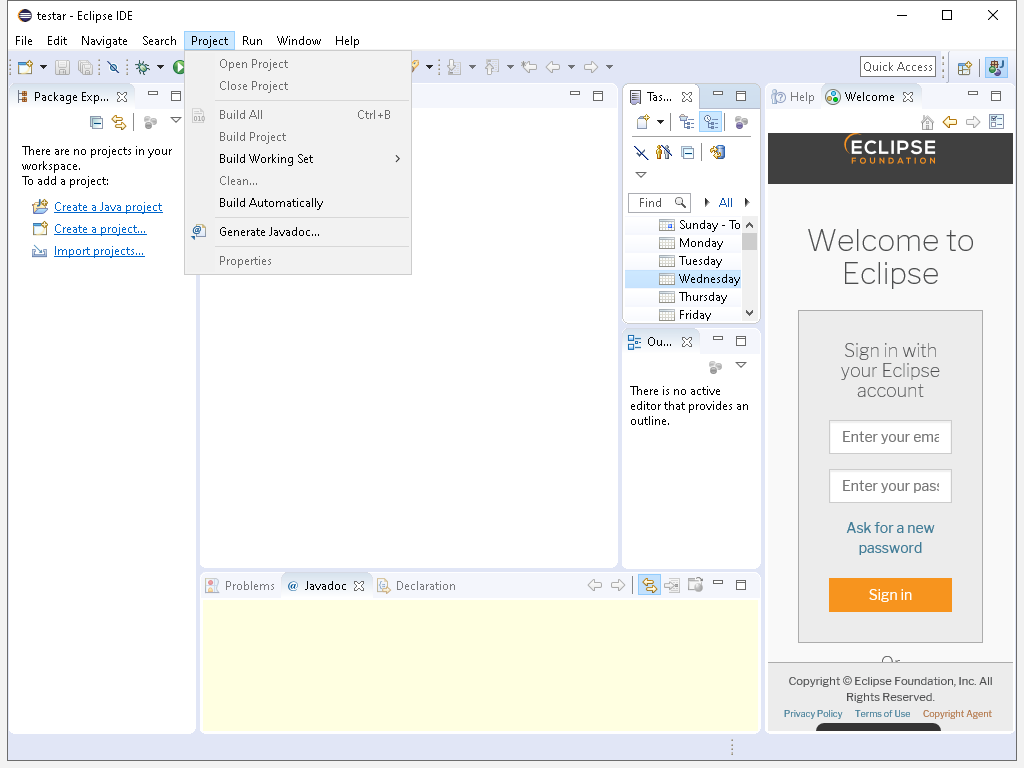 testar - Eclipse IDE
File Edit Navigate Search Project Run Window Help
Quick Access
Open Project
Close Project
Build All Ctrl+B
Build Project
Build Working Set
Clean...
Build Automatically
Generate Javadoc...
Properties
Package Exp...
There are no projects in your
workspace.
To add a project:
Create a Java project
Create a project...
Import projects...
Tas...
Find All
Sunday - To
Monday
Tuesday
Wednesday
Thursday
Friday
Ou...
There is no active
editor that provides an
outline.
Problems @ Javadoc Declaration
Help Welcome
ECLIPSE
FOUNDATION
Welcome to
Eclipse
Sign in with
your Eclipse
account
Enter your ema
Enter your pass
Ask for a new
password
Sign in
Or
Copyright © Eclipse Foundation, Inc. All
Rights Reserved.
Privacy Policy Terms of Use Copyright Agent